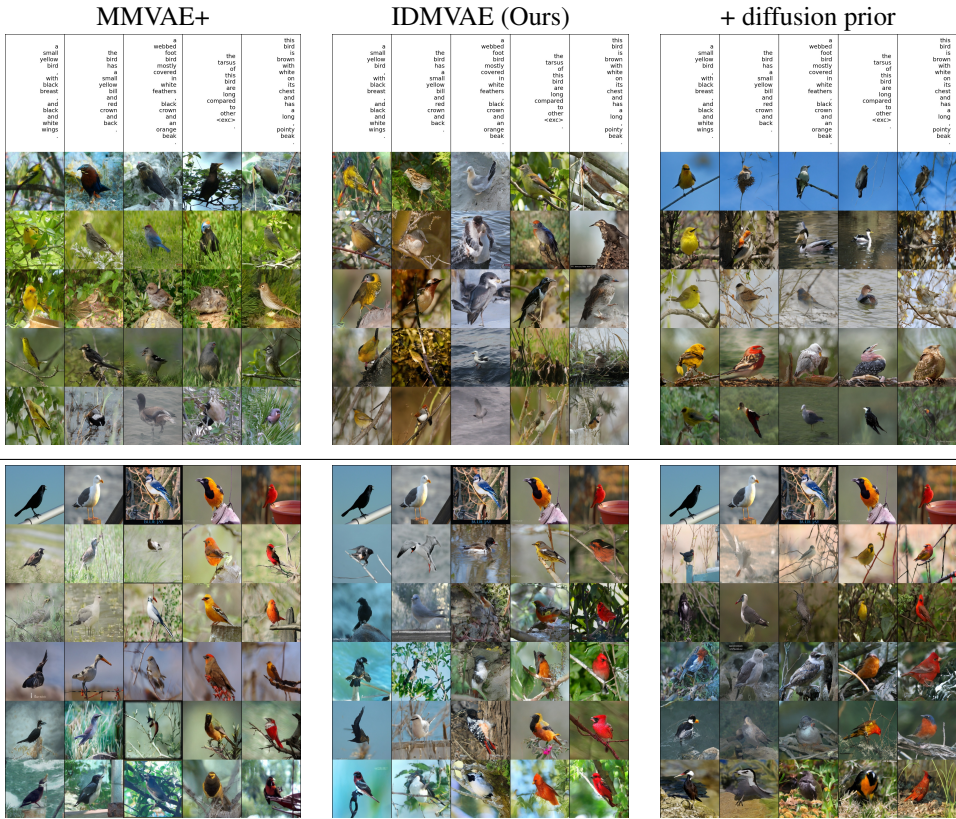 MMVAE+
a
small
yellow
bird
,
with
black
breast
,
and
black
and
white
wings
.
the
bird
has
a
small
yellow
bill
and
red
crown
and
back
.
a
webbed
foot
bird
mostly
covered
in
white
feathers
,
black
crown
and
an
orange
beak
.
the
tarsus
of
this
bird
are
long
compared
to
other
<exc>
.
this
bird
is
brown
with
white
on
its
chest
and
has
a
long
,
pointy
beak
.
IDMVAE (Ours)
a
small
yellow
bird
,
with
black
breast
,
and
black
and
white
wings
.
the
bird
has
a
small
yellow
bill
and
red
crown
and
back
.
a
webbed
foot
bird
mostly
covered
in
white
feathers
,
black
crown
and
an
orange
beak
.
the
tarsus
of
this
bird
are
long
compared
to
other
<exc>
.
this
bird
is
brown
with
white
on
its
chest
and
has
a
long
,
pointy
beak
.
+ diffusion prior
a
small
yellow
bird
,
with
black
breast
,
and
black
and
white
wings
.
the
bird
has
a
small
yellow
bill
and
red
crown
and
back
.
a
webbed
foot
bird
mostly
covered
in
white
feathers
,
black
crown
and
an
orange
beak
.
the
tarsus
of
this
bird
are
long
compared
to
other
<exc>
.
this
bird
is
brown
with
white
on
its
chest
and
has
a
long
,
pointy
beak
.
BLUE JAY
BLUE JAY
BLUE JAY